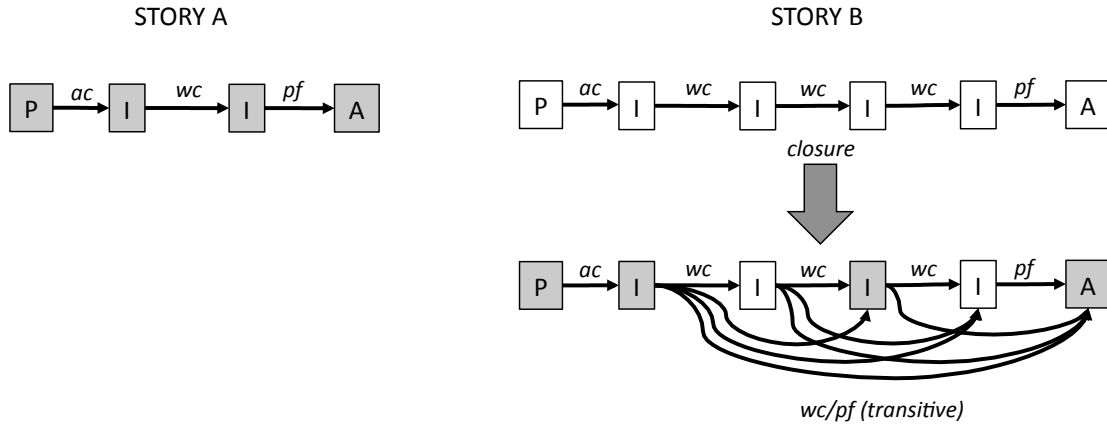 STORY A
STORY B
P ac I wc I pf A
P ac I wc I wc I wc I pf A
closure
P ac I wc I wc I wc I pf A
wc/pf (transitive)